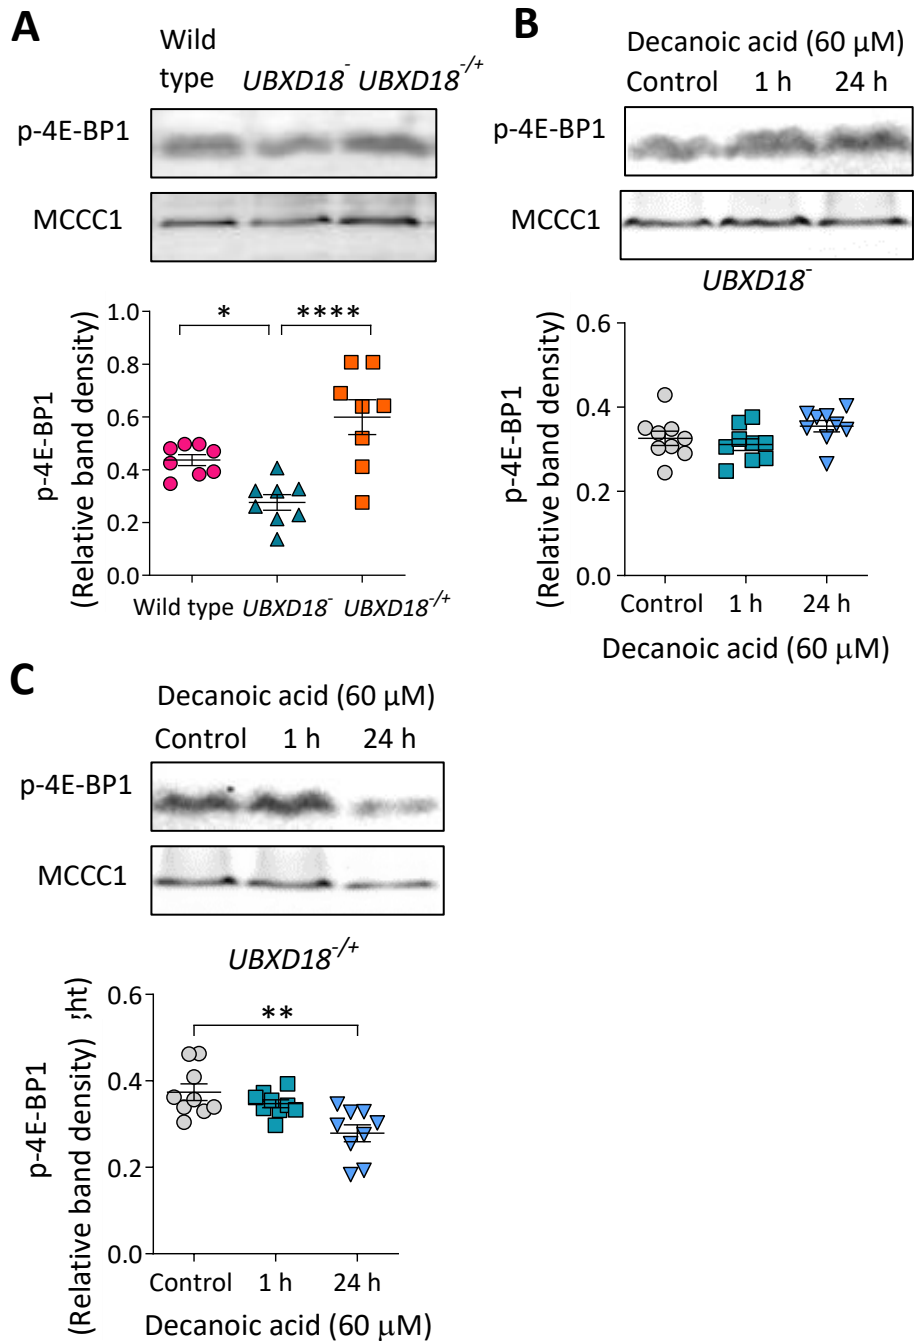 A
Wild type UBXD18⁻ UBXD18⁻/⁺
p-4E-BP1
MCCC1
* ****
p-4E-BP1
(Relative band density)
1.0
0.8
0.6
0.4
0.2
0.0
Wild type UBXD18⁻ UBXD18⁻/⁺
B
Decanoic acid (60 µM)
Control 1 h 24 h
p-4E-BP1
MCCC1
UBXD18⁻
p-4E-BP1
(Relative band density)
0.6
0.4
0.2
0.0
Control 1 h 24 h
Decanoic acid (60 µM)
C
Decanoic acid (60 µM)
Control 1 h 24 h
p-4E-BP1
MCCC1
UBXD18⁻/⁺
**
p-4E-BP1
(Relative band density)
0.6
0.4
0.2
0.0
Control 1 h 24 h
Decanoic acid (60 µM)